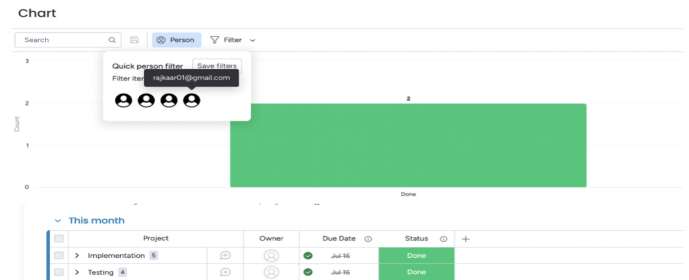 Chart
Search
Person
Filter
Quick person filter
Save filters
Filter iter
rajkaar01@gmail.com
3
2
1
0
Count
2
Done
This month
Project
Owner
Due Date
Status
Implementation 5
Jul 16
Done
Testing 4
Jul 16
Done